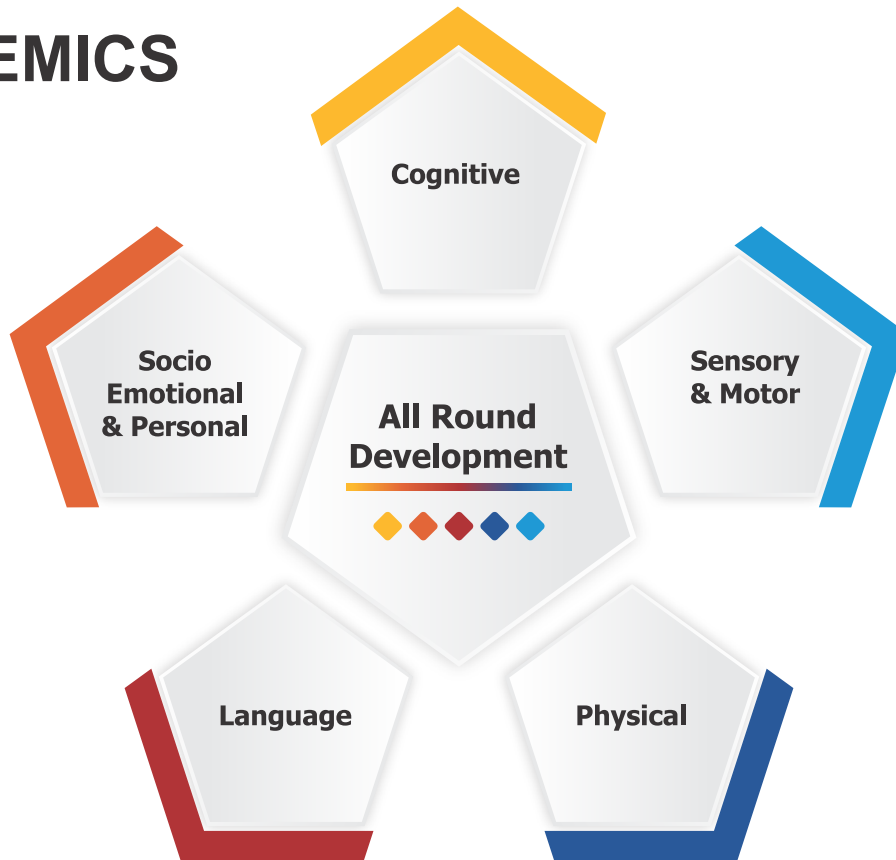 EMICS
Cognitive
Socio
Emotional
& Personal
Sensory
& Motor
All Round
Development
Language
Physical